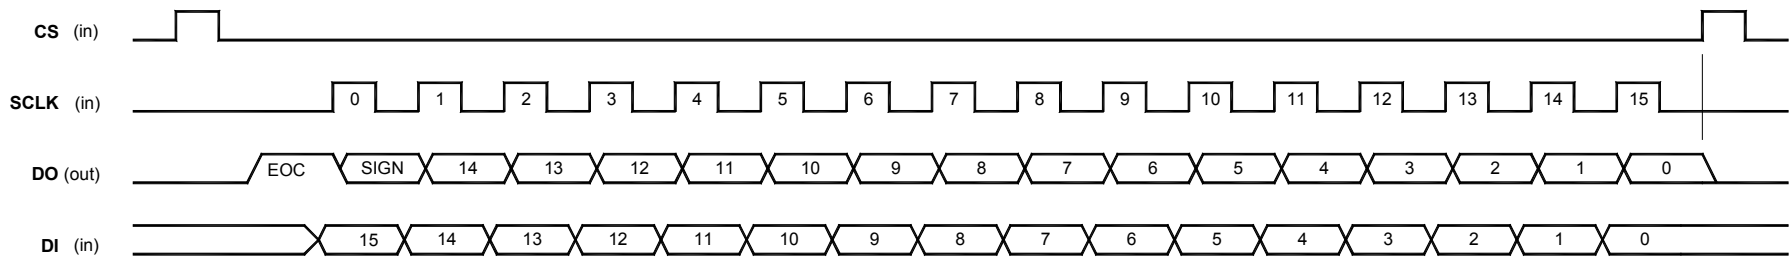 CS (in)
SCLK (in) 0 1 2 3 4 5 6 7 8 9 10 11 12 13 14 15
DO (out) EOC SIGN 14 13 12 11 10 9 8 7 6 5 4 3 2 1 0
DI (in) 15 14 13 12 11 10 9 8 7 6 5 4 3 2 1 0